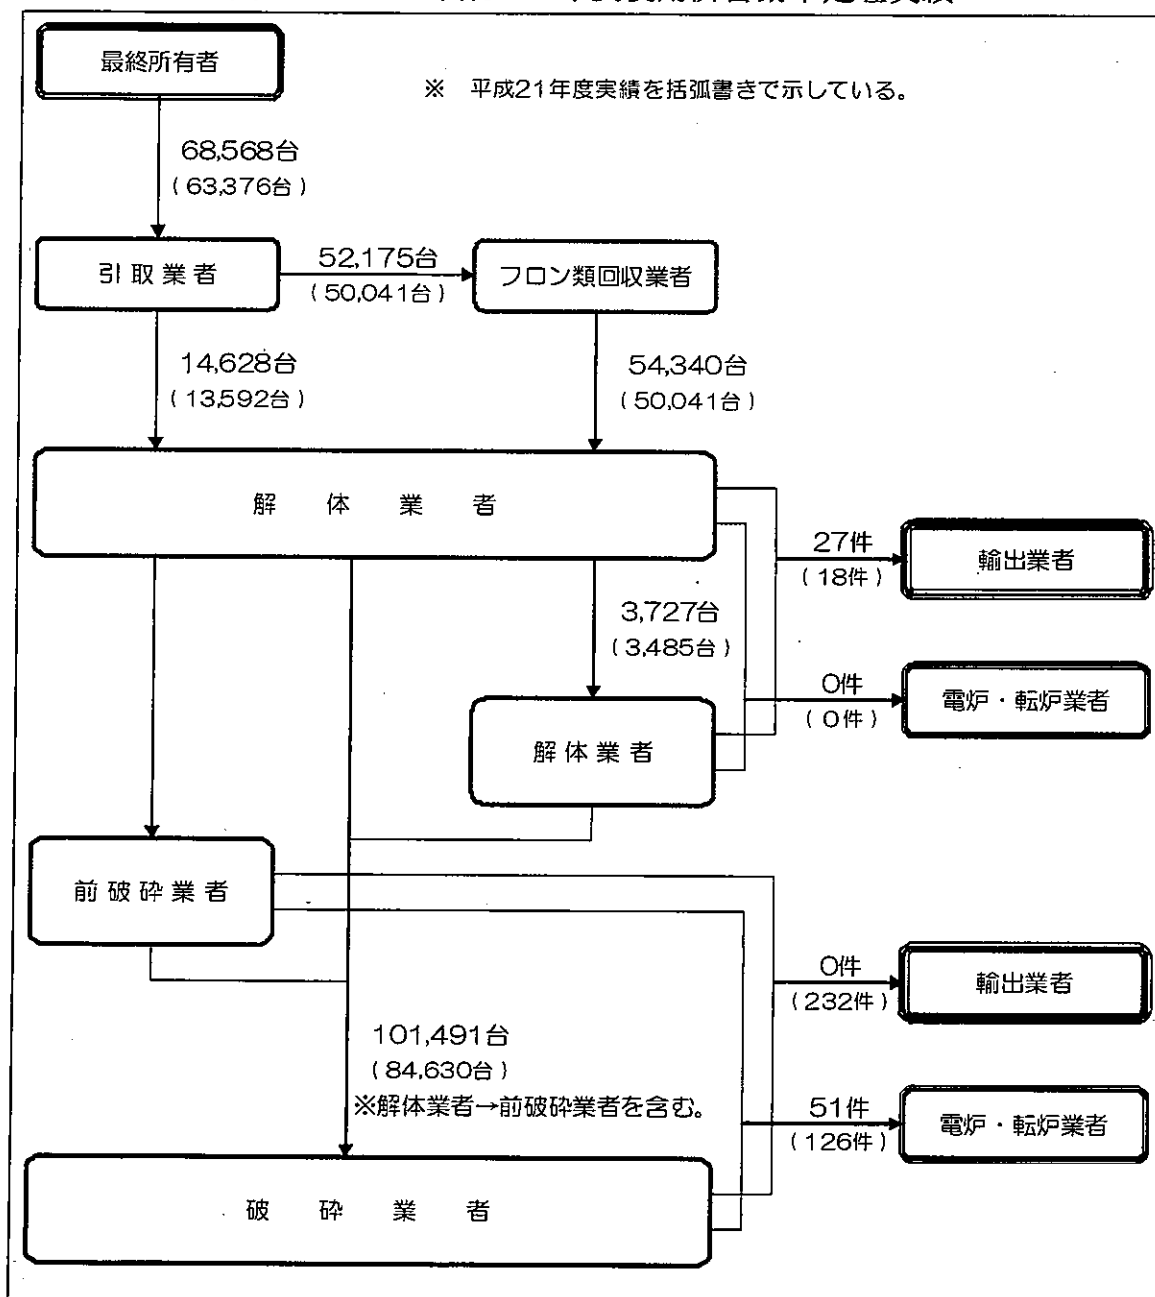 最終所有者
※ 平成21年度実績を括弧書きで示している。
68,568台
(63,376台)
引取業者
52,175台
(50,041台)
フロン類回収業者
14,628台
(13,592台)
54,340台
(50,041台)
解体業者
27件
(18件)
輸出業者
3,727台
(3,485台)
0件
(0件)
電炉・転炉業者
解体業者
前破砕業者
0件
(232件)
輸出業者
101,491台
(84,630台)
※解体業者→前破砕業者を含む。
51件
(126件)
電炉・転炉業者
破砕業者